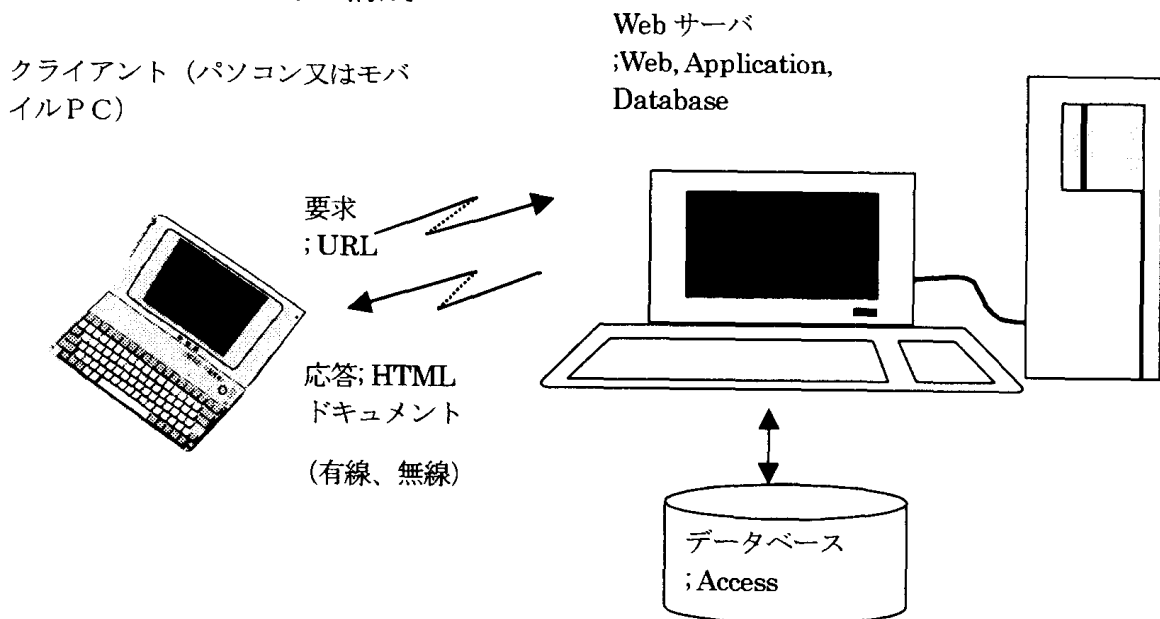 構成
Web サーバ
;Web, Application,
Database
クライアント（パソコン又はモバ
イルPC）
要求
; URL
応答; HTML
ドキュメント
（有線、無線）
データベース
; Access